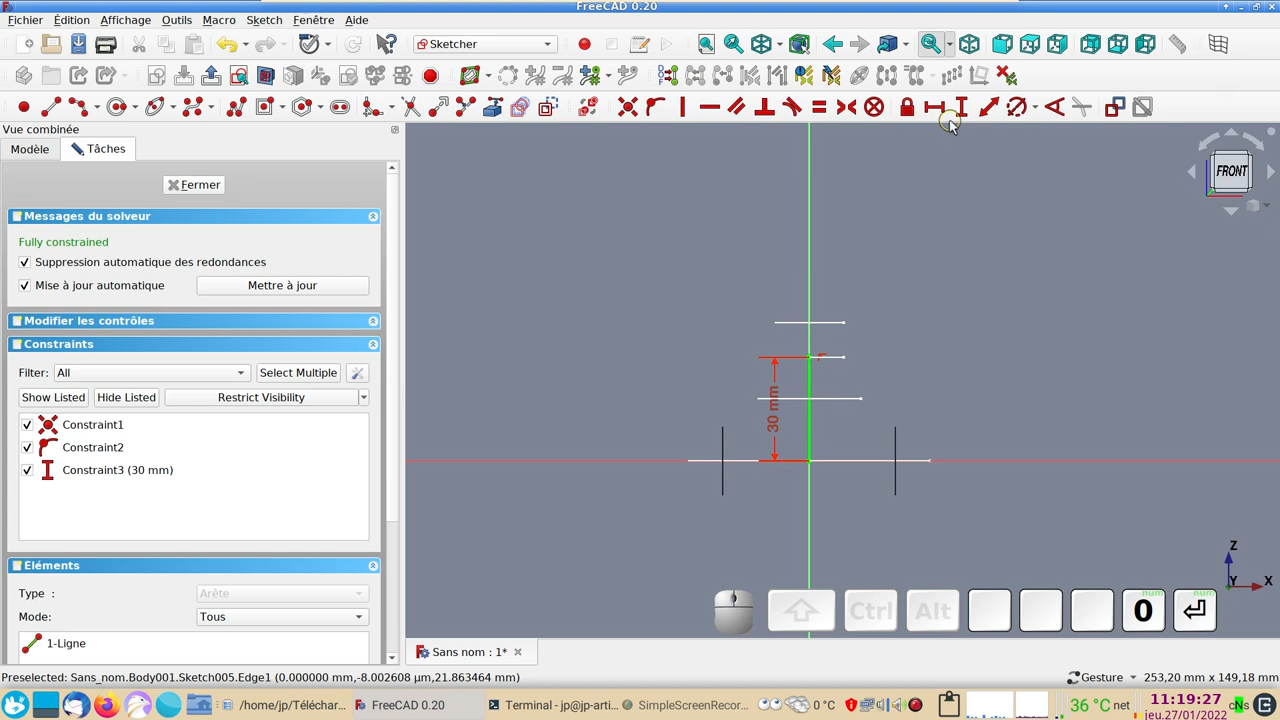 FreeCAD 0.20
Fichier Édition Affichage Outils Macro Sketch Fenêtre Aide
Sketcher
Vue combinée
Modèle Tâches
Fermer
Messages du solveur
Fully constrained
Suppression automatique des redondances
Mise à jour automatique Mettre à jour
Modifier les contrôles
Constraints
Filter: All Select Multiple
Show Listed Hide Listed Restrict Visibility
Constraint1
Constraint2
Constraint3 (30 mm)
Eléments
Type : Arête
Mode: Tous
1-Ligne
30 mm
FRONT
Z
Y X
Ctrl Alt num 0 num
Sans nom : 1*
Preselected: Sans_nom.Body001.Sketch005.Edge1 (0.000000 mm,-8.002608 µm,21.863464 mm) Gesture 253,20 mm x 149,18 mm
/home/jp/Téléchar... FreeCAD 0.20 Terminal - jp@jp-arti... SimpleScreenRecor... 0 °C 36 °C net 11:19:27
jeu.27/01/2022